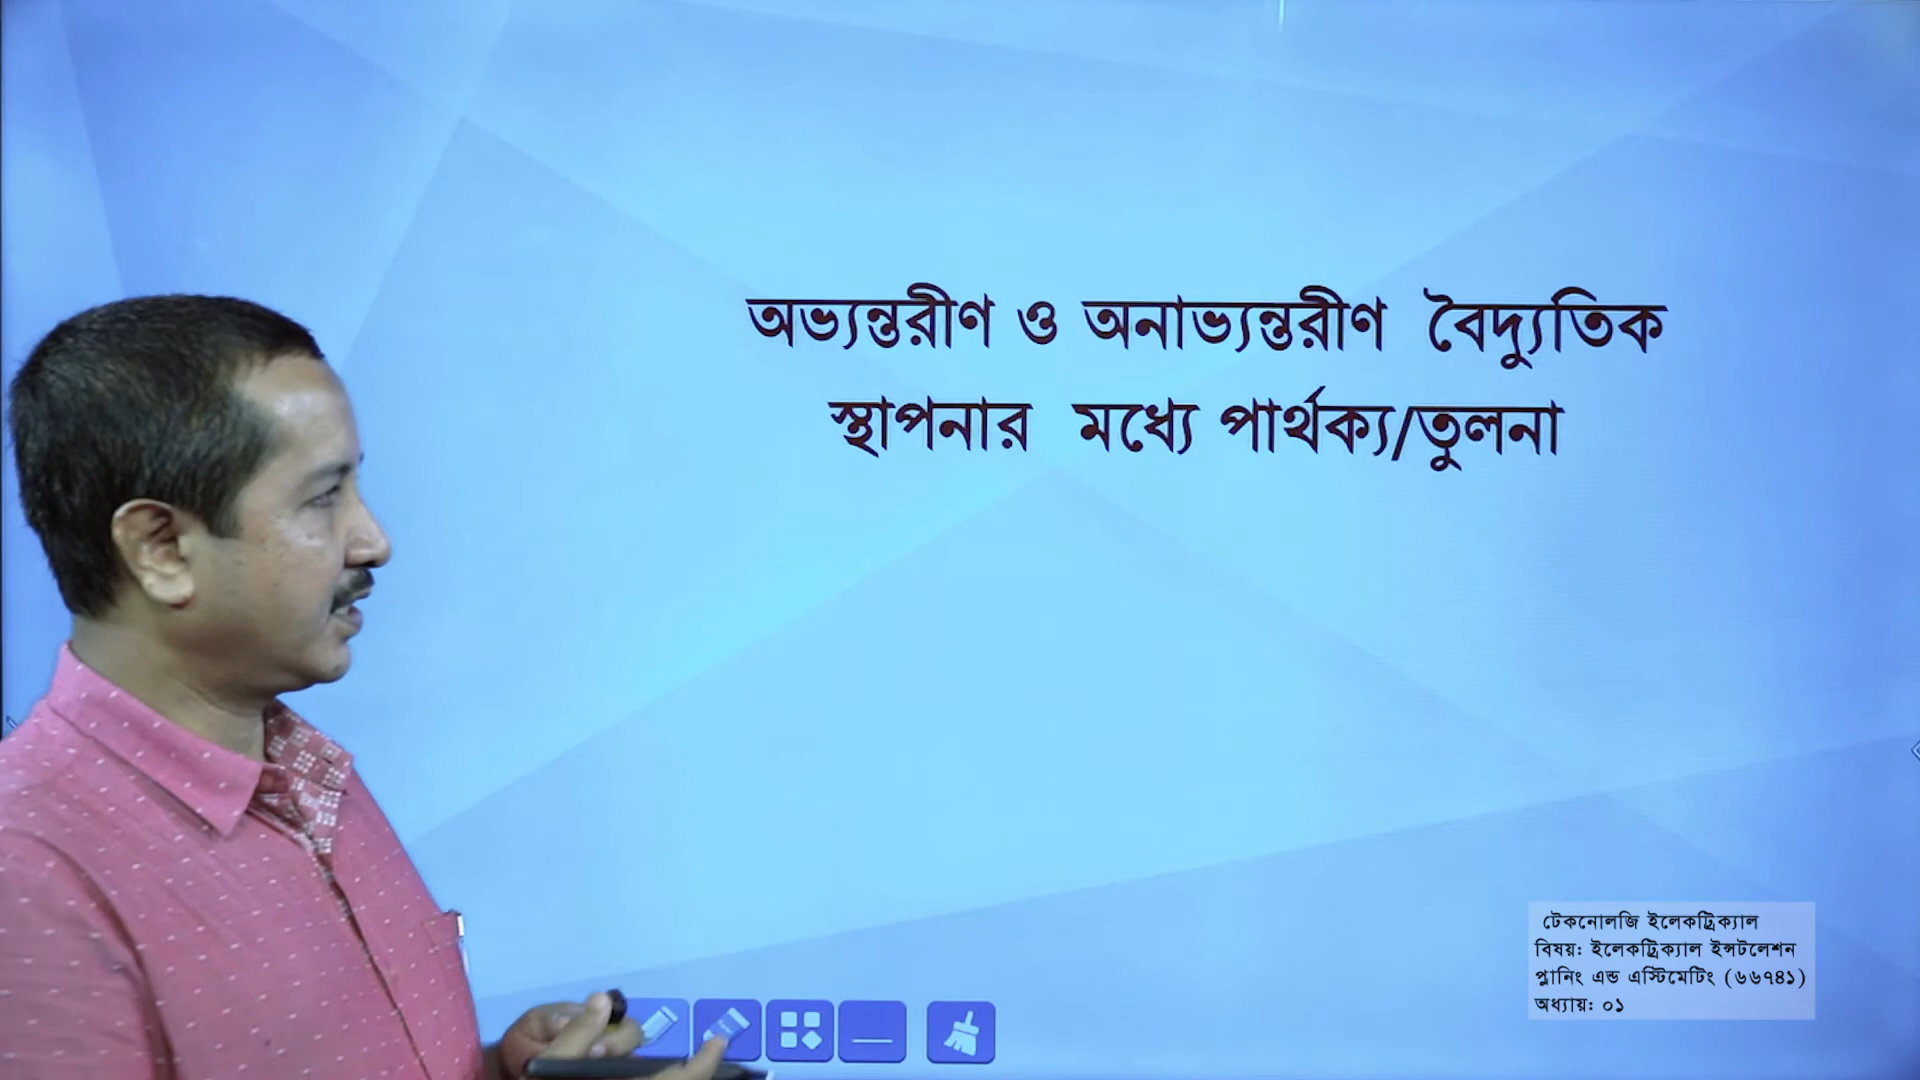 অভ্যন্তরীণ ও অনাভ্যন্তরীণ বৈদ্যুতিক
স্থাপনার মধ্যে পার্থক্য/তুলনা
টেকনোলজি ইলেকট্রিক্যাল
বিষয়: ইলেকট্রিক্যাল ইন্সটলেশন
প্লানিং এন্ড এস্টিমেটিং (৬৬৭৪১)
অধ্যায়: ০১